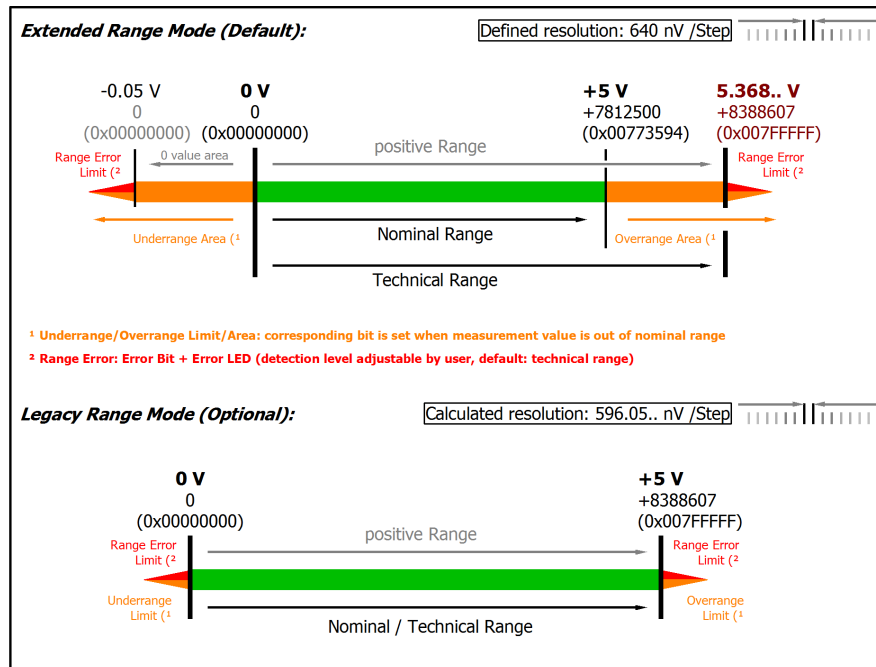 Extended Range Mode (Default):
Defined resolution: 640 nV /Step
-0.05 V
0
(0x00000000)
0 V
0
(0x00000000)
+5 V
+7812500
(0x00773594)
5.368.. V
+8388607
(0x007FFFFF)
Range Error
Limit (²
0 value area
positive Range
Range Error
Limit (²
Underrange Area (¹
Nominal Range
Overrange Area (¹
Technical Range
¹ Underrange/Overrange Limit/Area: corresponding bit is set when measurement value is out of nominal range
² Range Error: Error Bit + Error LED (detection level adjustable by user, default: technical range)
Legacy Range Mode (Optional):
Calculated resolution: 596.05.. nV /Step
0 V
0
(0x00000000)
+5 V
+8388607
(0x007FFFFF)
Range Error
Limit (²
positive Range
Range Error
Limit (²
Underrange
Limit (¹
Overrange
Limit (¹
Nominal / Technical Range